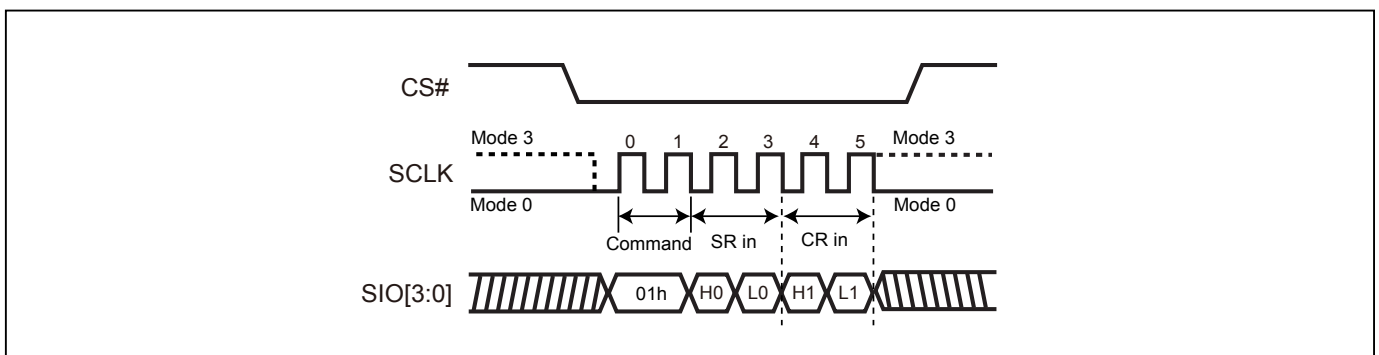 CS#
Mode 3 0 1 2 3 4 5 Mode 3
SCLK
Mode 0 Mode 0
Command SR in CR in
SIO[3:0] 01h H0 L0 H1 L1